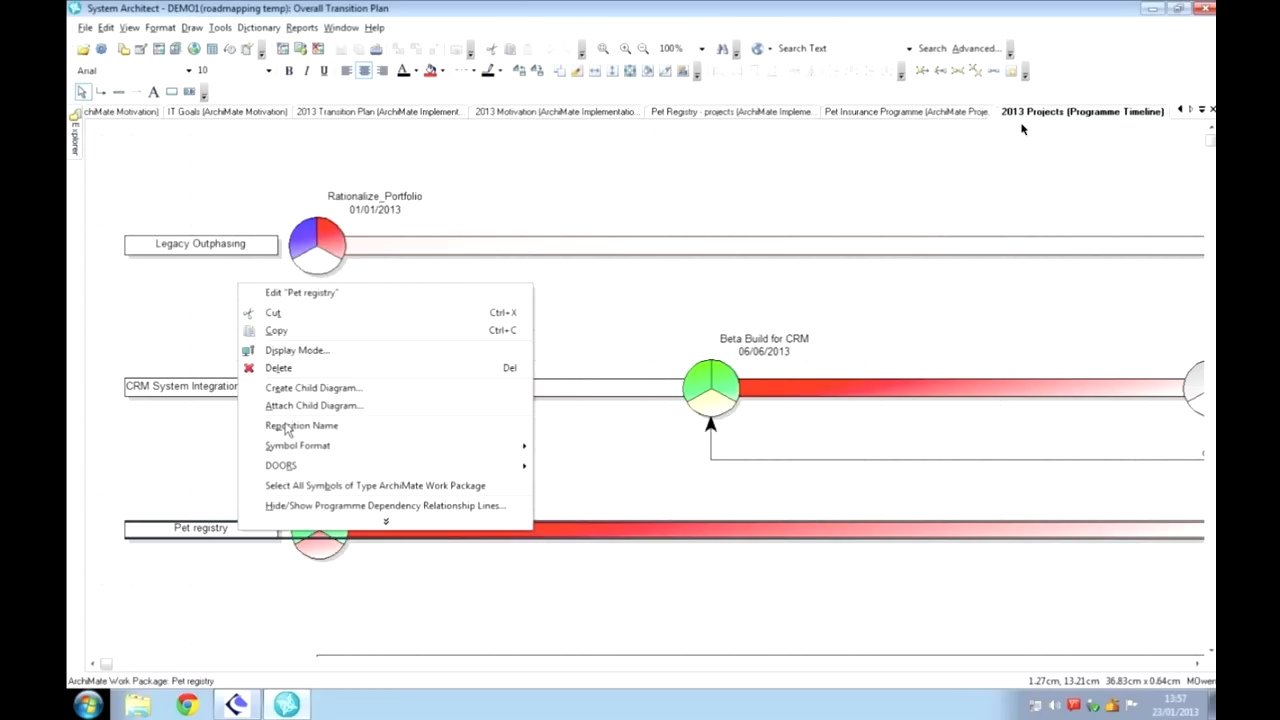 System Architect - DEMO1(roadmapping temp): Overall Transition Plan
File Edit View Format Draw Tools Dictionary Reports Window Help
100% Search Text Search Advanced...
Arial 10 B I U A
A
chiMate Motivation) IT Goals (ArchiMate Motivation) 2013 Transition Plan (ArchiMate Implement... 2013 Motivation (ArchiMate Implementatio... Pet Registry - projects (ArchiMate Impleme... Pet Insurance Programme (ArchiMate Proje. 2013 Projects (Programme Timeline)
Explorer
Rationalize_Portfolio
01/01/2013
Legacy Outphasing
Edit "Pet registry"
Cut Ctrl+X
Copy Ctrl+C
Display Mode...
Delete Del
Create Child Diagram...
Attach Child Diagram...
Reposition Name
Symbol Format
DOORS
Select All Symbols of Type ArchiMate Work Package
Hide/Show Programme Dependency Relationship Lines...
Beta Build for CRM
06/06/2013
CRM System Integration
Pet registry
ArchiMate Work Package: Pet registry
1.27cm, 13.21cm 36.83cm x 0.64cm MOwen
13:57
23/01/2013